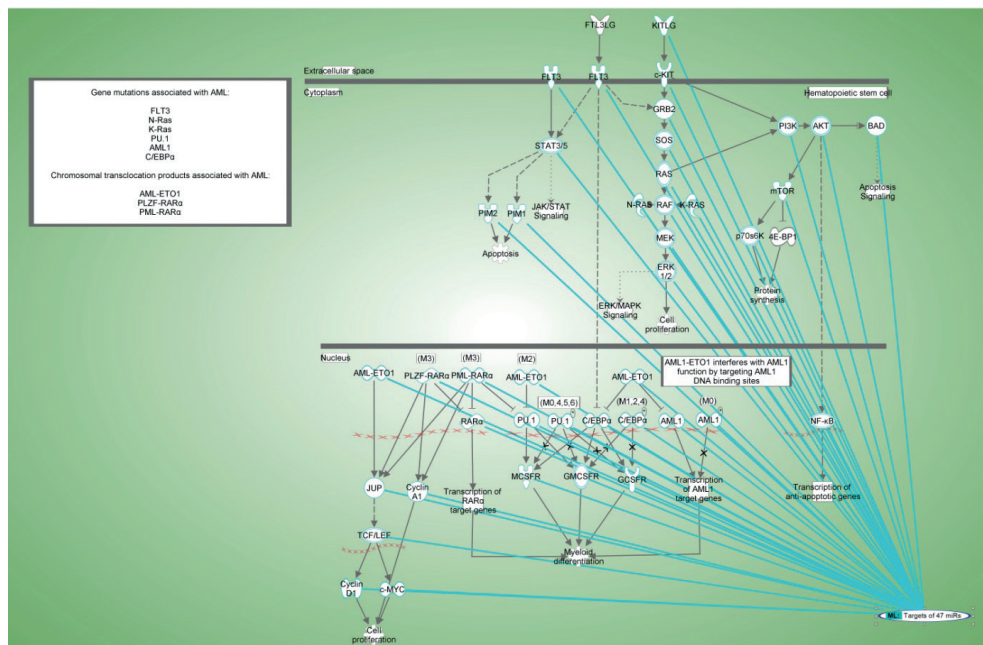 FTL3LG
KITLG
Extracellular space
FLT3
FLT3
c-KIT
Cytoplasm
Hematopoietic stem cell
Gene mutations associated with AML:
FLT3
N-Ras
K-Ras
PU.1
AML1
C/EBPα
Chromosomal translocation products associated with AML:
AML-ETO1
PLZF-RARα
PML-RARα
GRB2
PI3K
AKT
BAD
SOS
STAT3/5
RAS
mTOR
Apoptosis
Signaling
PIM2
PIM1
JAK/STAT
Signaling
N-RAS
RAF
K-RAS
MEK
p70s6K
4E-BP1
Apoptosis
ERK
1/2
Protein
synthesis
ERK/MAPK
Signaling
Cell
proliferation
Nucleus
(M3)
(M3)
(M2)
AML1-ETO1 interferes with AML1
function by targeting AML1
DNA binding sites
AML-ETO1
PLZF-RARα
PML-RARα
AML-ETO1
AML-ETO1
(M0,4,5,6)
(M1,2,4)
(M0)
RARα
PU.1
PU.1
C/EBPα
C/EBPα
AML1
AML1
NF-κB
MCSFR
GMCSFR
GCSFR
JUP
Cyclin
A1
Transcription of
RARα
target genes
Transcription
of AML1
target genes
Transcription of
anti-apoptotic genes
TCF/LEF
Myeloid
differentiation
Cyclin
D1
c-MYC
Targets of 47 miRs
Cell
proliferation